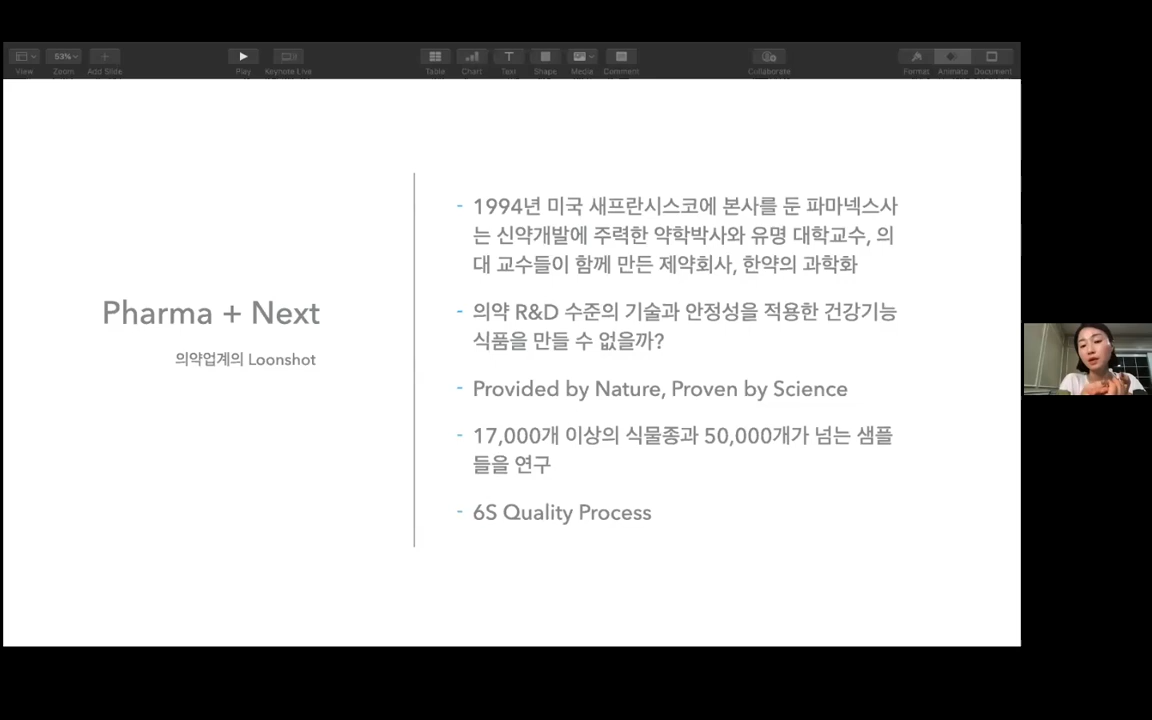 53%
View
Zoom
Add Slide
Play
Keynote Live
Table
Chart
Text
Shape
Media
Comment
Collaborate
Format
Animate
Document
Pharma + Next
의약업계의 Loonshot
- 1994년 미국 새프란시스코에 본사를 둔 파마넥스사
는 신약개발에 주력한 약학박사와 유명 대학교수, 의
대 교수들이 함께 만든 제약회사, 한약의 과학화
- 의약 R&D 수준의 기술과 안정성을 적용한 건강기능
식품을 만들 수 없을까?
- Provided by Nature, Proven by Science
- 17,000개 이상의 식물종과 50,000개가 넘는 샘플
들을 연구
- 6S Quality Process